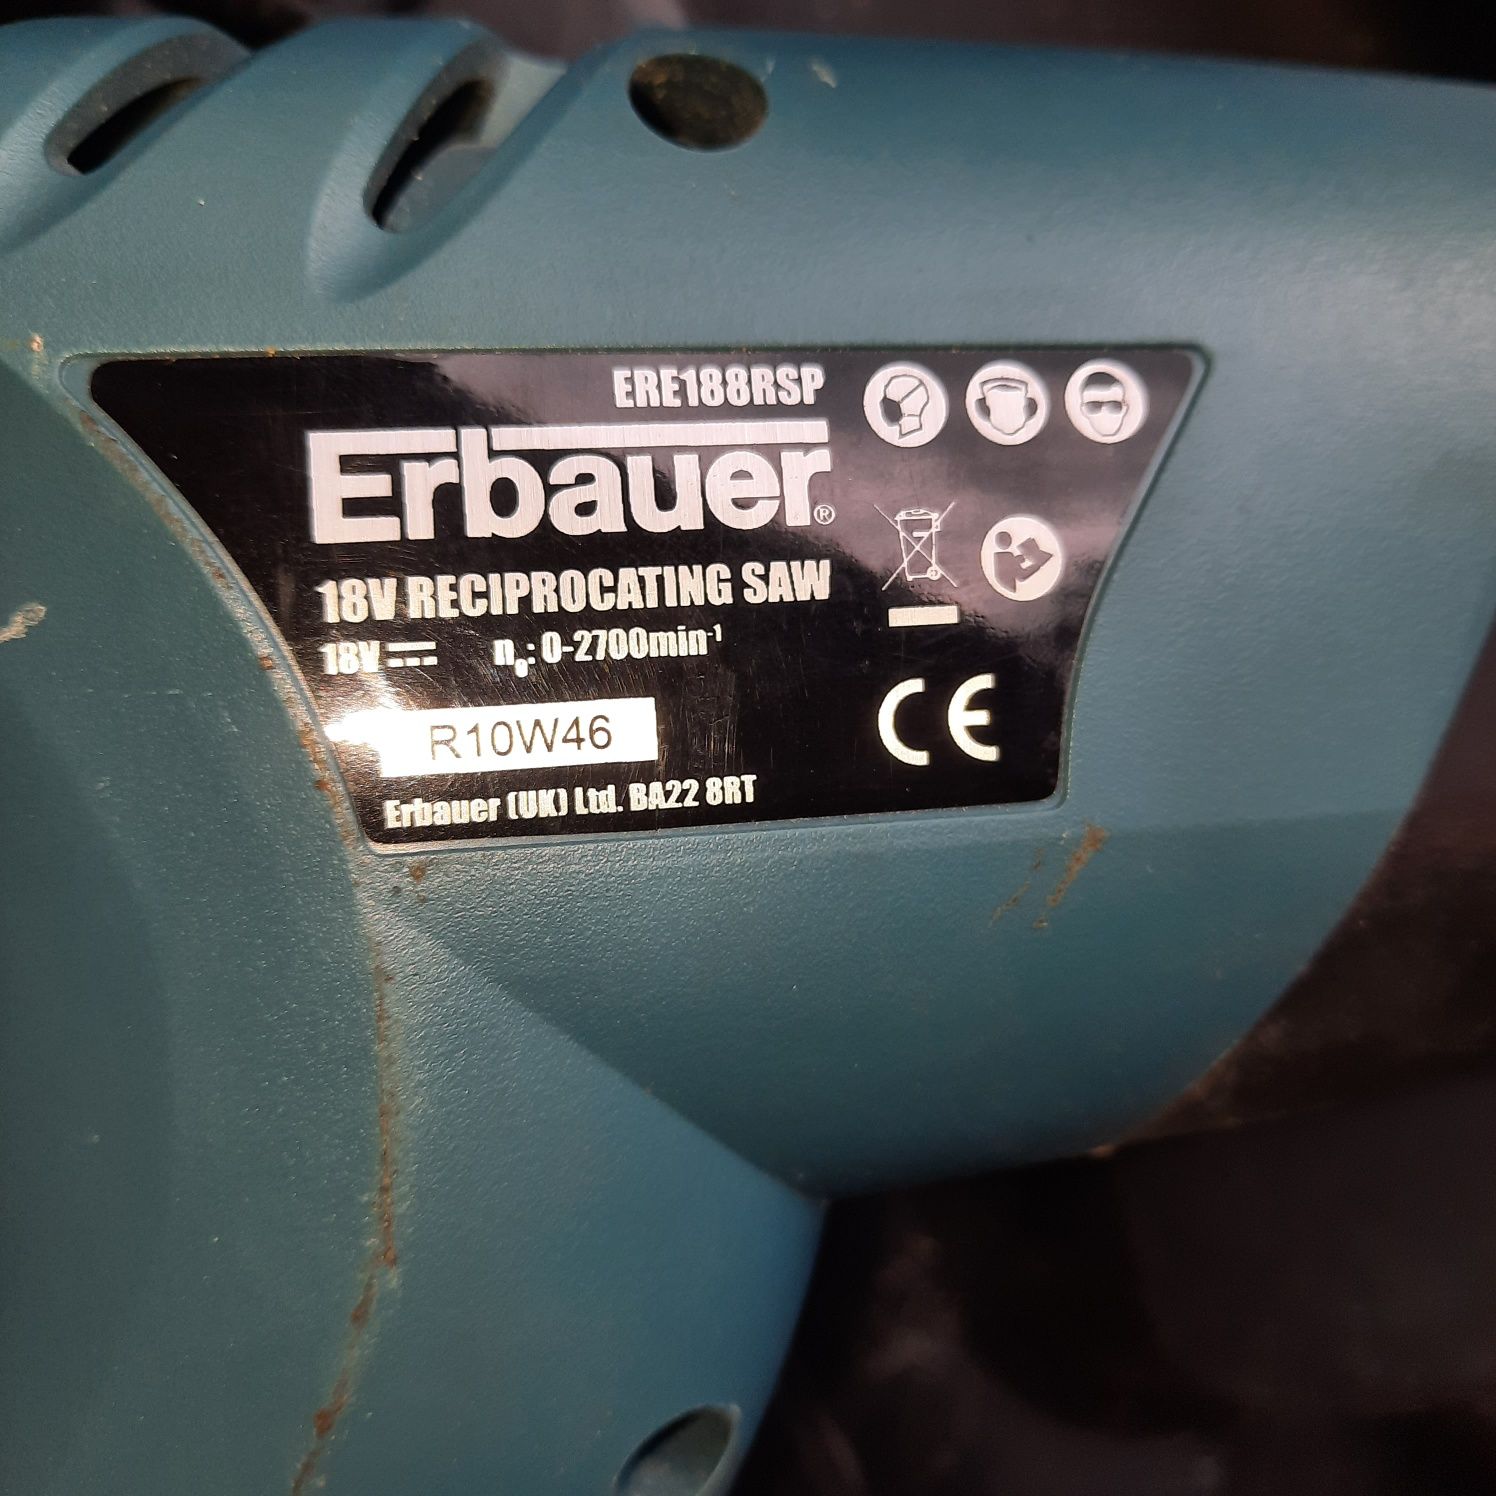 ERE188RSP
Erbauer®
18V RECIPROCATING SAW
18V n₀: 0-2700min⁻¹
R10W46
CE
Erbauer (UK) Ltd. BA22 8RT